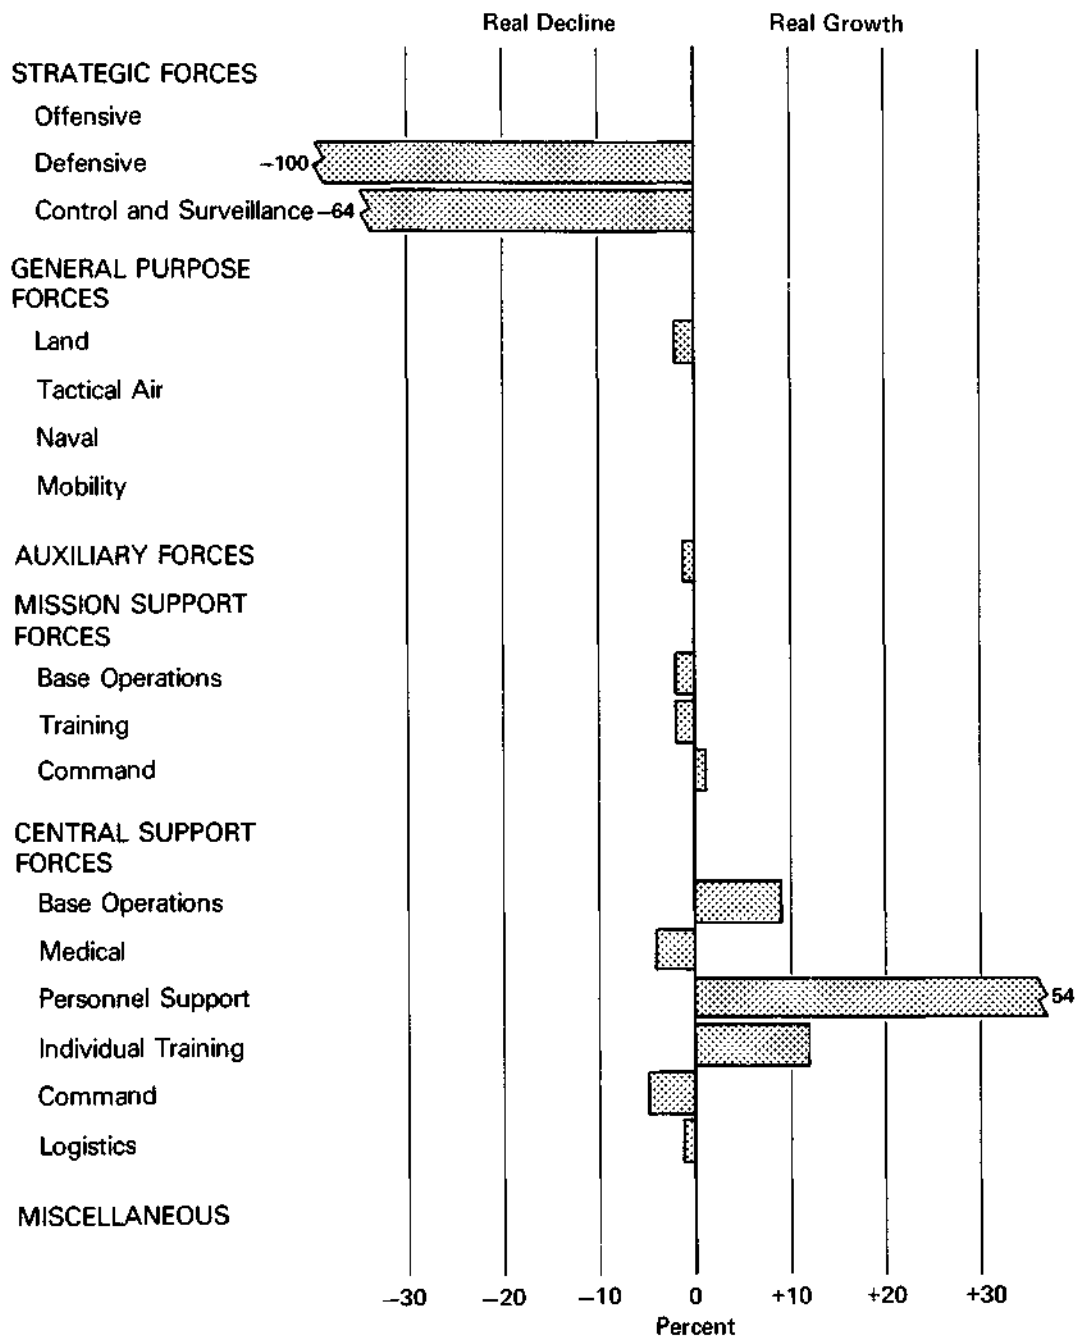 Real Decline Real Growth
STRATEGIC FORCES
Offensive
Defensive –100
Control and Surveillance –64
GENERAL PURPOSE
FORCES
Land
Tactical Air
Naval
Mobility
AUXILIARY FORCES
MISSION SUPPORT
FORCES
Base Operations
Training
Command
CENTRAL SUPPORT
FORCES
Base Operations
Medical
Personnel Support 54
Individual Training
Command
Logistics
MISCELLANEOUS
–30 –20 –10 0 +10 +20 +30
Percent